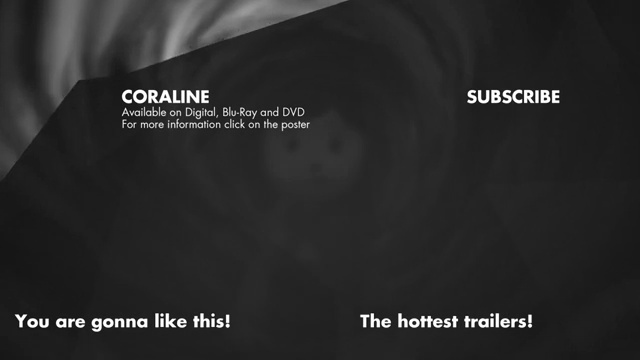 CORALINE
Available on Digital, Blu-Ray and DVD
For more information click on the poster
SUBSCRIBE
You are gonna like this!
The hottest trailers!